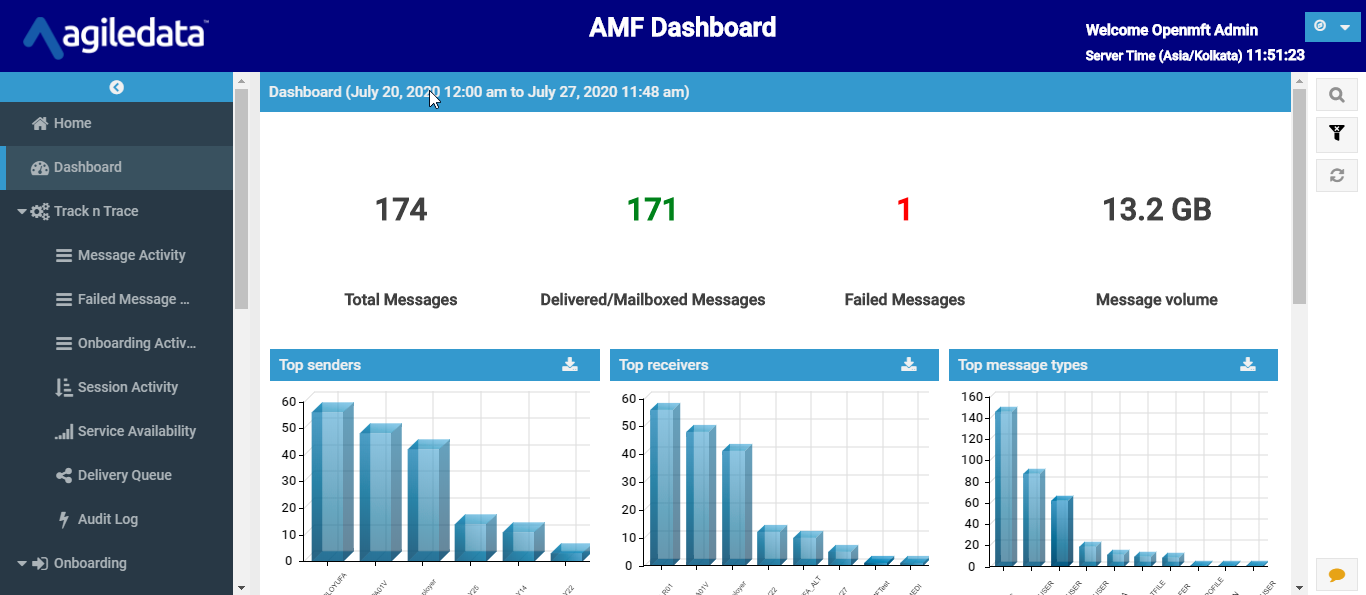 agiledata™
AMF Dashboard
Welcome Openmft Admin
Server Time (Asia/Kolkata) 11:51:23
Dashboard (July 20, 2020 12:00 am to July 27, 2020 11:48 am)
Home
Dashboard
Track n Trace
Message Activity
Failed Message ...
Onboarding Activ...
Session Activity
Service Availability
Delivery Queue
Audit Log
Onboarding
174
171
1
13.2 GB
Total Messages
Delivered/Mailboxed Messages
Failed Messages
Message volume
Top senders
60
50
40
30
20
10
0
Top receivers
60
50
40
30
20
10
0
Top message types
160
140
120
100
80
60
40
20
0